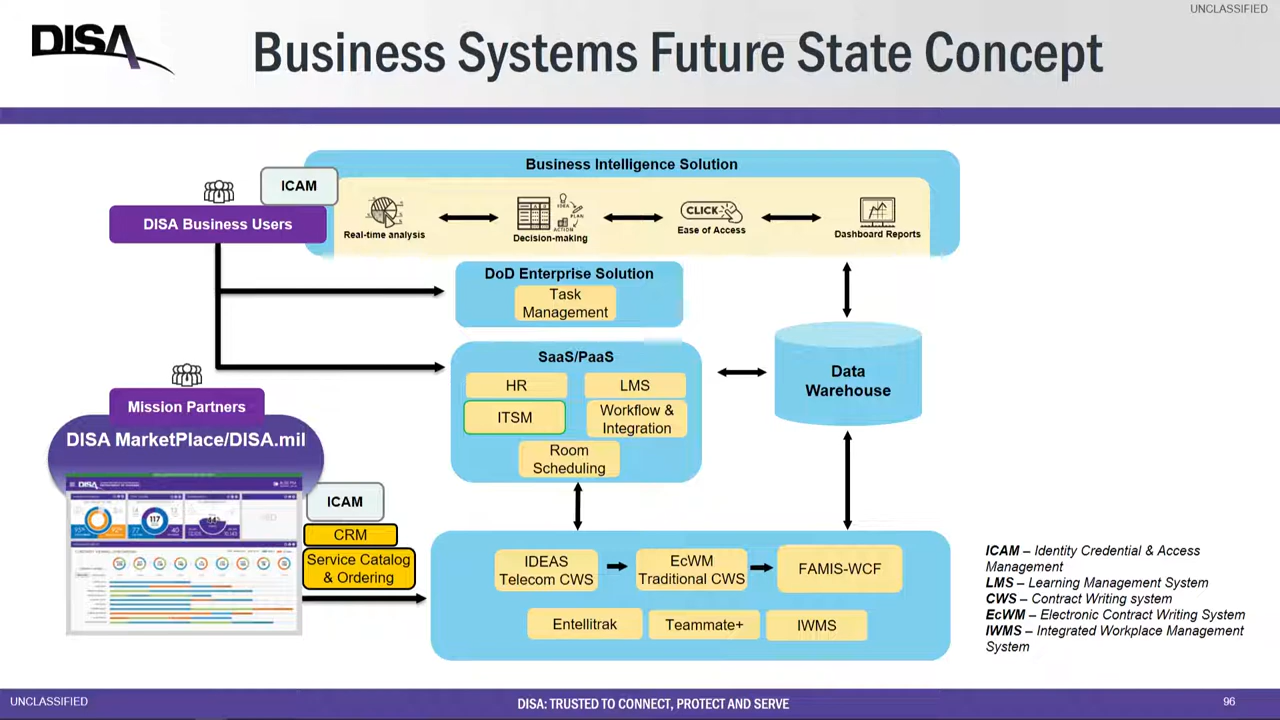 UNCLASSIFIED
DISA
Business Systems Future State Concept
Business Intelligence Solution
ICAM
DISA Business Users
Real-time analysis
IDEA
PLAN
ACTION
Decision-making
CLICK
Ease of Access
Dashboard Reports
DoD Enterprise Solution
Task
Management
SaaS/PaaS
HR
LMS
ITSM
Workflow &
Integration
Room
Scheduling
Data
Warehouse
Mission Partners
DISA MarketPlace/DISA.mil
DISA
117
ICAM
CRM
Service Catalog
& Ordering
IDEAS
Telecom CWS
EcWM
Traditional CWS
FAMIS-WCF
Entellitrak
Teammate+
IWMS
ICAM – Identity Credential & Access
Management
LMS – Learning Management System
CWS – Contract Writing system
EcWM – Electronic Contract Writing System
IWMS – Integrated Workplace Management
System
UNCLASSIFIED
DISA: TRUSTED TO CONNECT, PROTECT AND SERVE
96